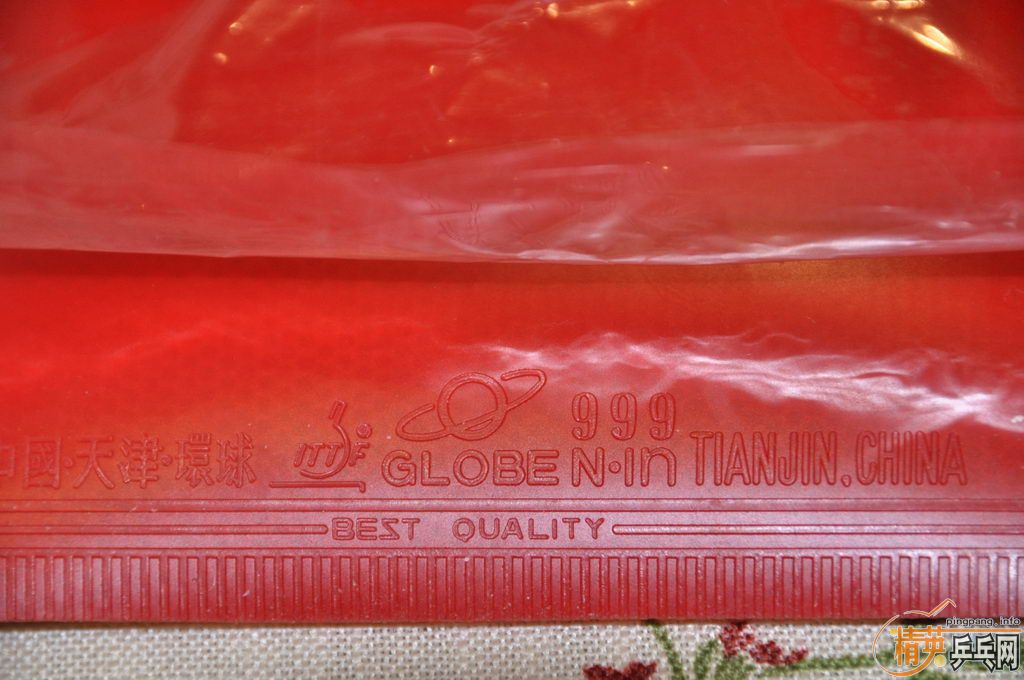 中國·天津·環球 ITTF GLOBE 999 N·in TIANJIN.CHINA
BEST QUALITY
pingpang.info
精英乒乓网